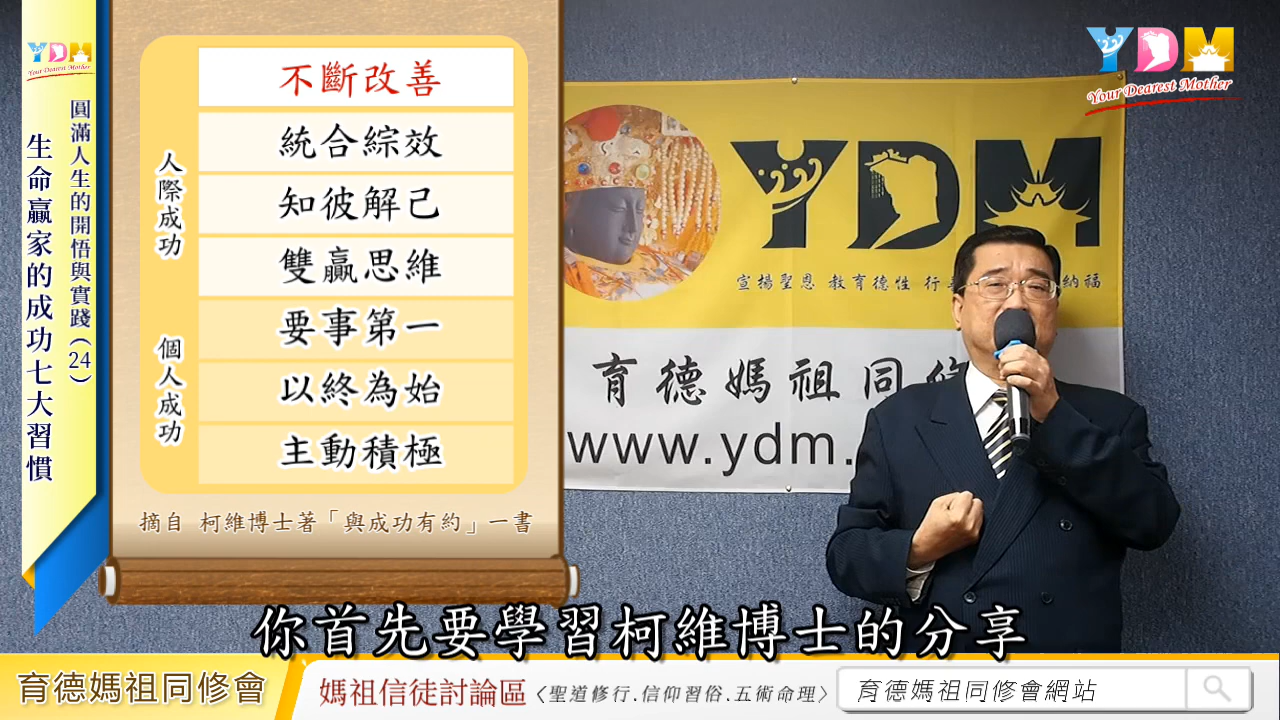 YDM
Your Dearest Mother
圓滿人生的開悟與實踐（24）
生命贏家的成功七大習慣
不斷改善
統合綜效
知彼解己
雙贏思維
要事第一
以終為始
主動積極
人際成功
個人成功
摘自 柯維博士著「與成功有約」一書
YDM
Your Dearest Mother
YDM
宣揚聖恩 教育德性 行 納福
育德媽祖同修
www.ydm.
你首先要學習柯維博士的分享
育德媽祖同修會
媽祖信徒討論區〈聖道修行.信仰習俗.五術命理〉
育德媽祖同修會網站